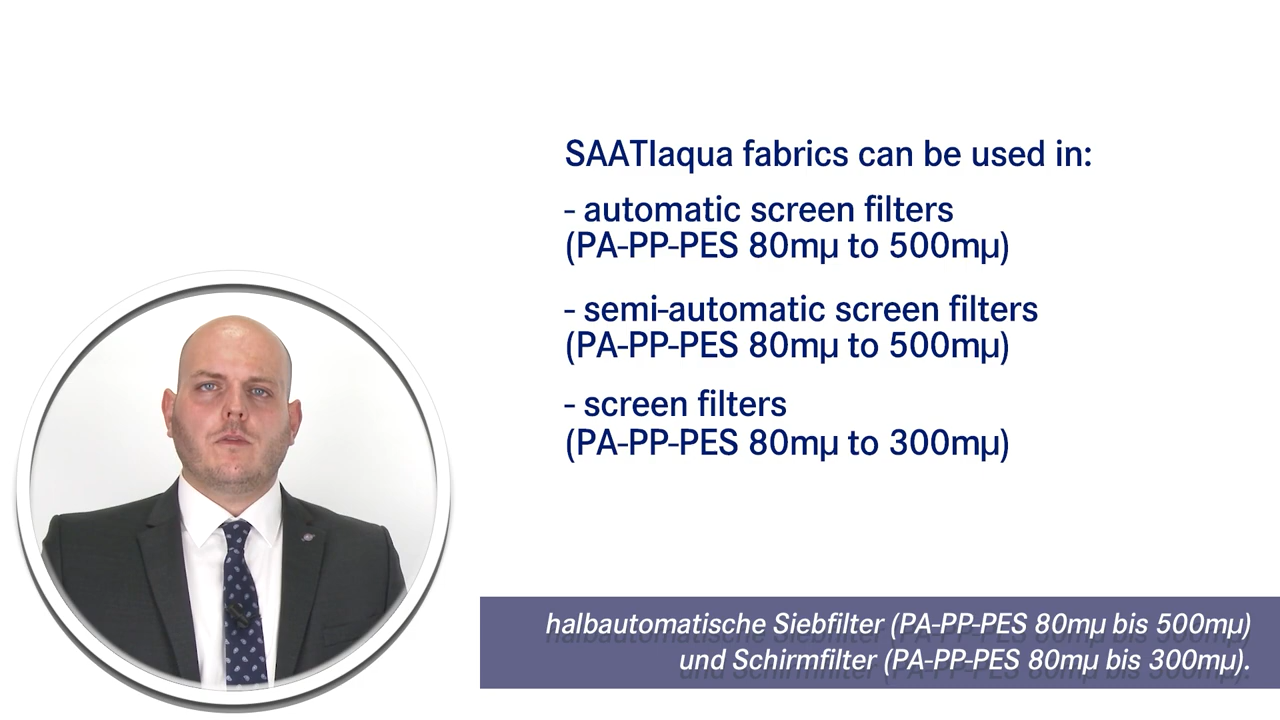 SAATIaqua fabrics can be used in:
- automatic screen filters
(PA-PP-PES 80mµ to 500mµ)
- semi-automatic screen filters
(PA-PP-PES 80mµ to 500mµ)
- screen filters
(PA-PP-PES 80mµ to 300mµ)
halbautomatische Siebfilter (PA-PP-PES 80mµ bis 500mµ)
und Schirmfilter (PA-PP-PES 80mµ bis 300mµ).